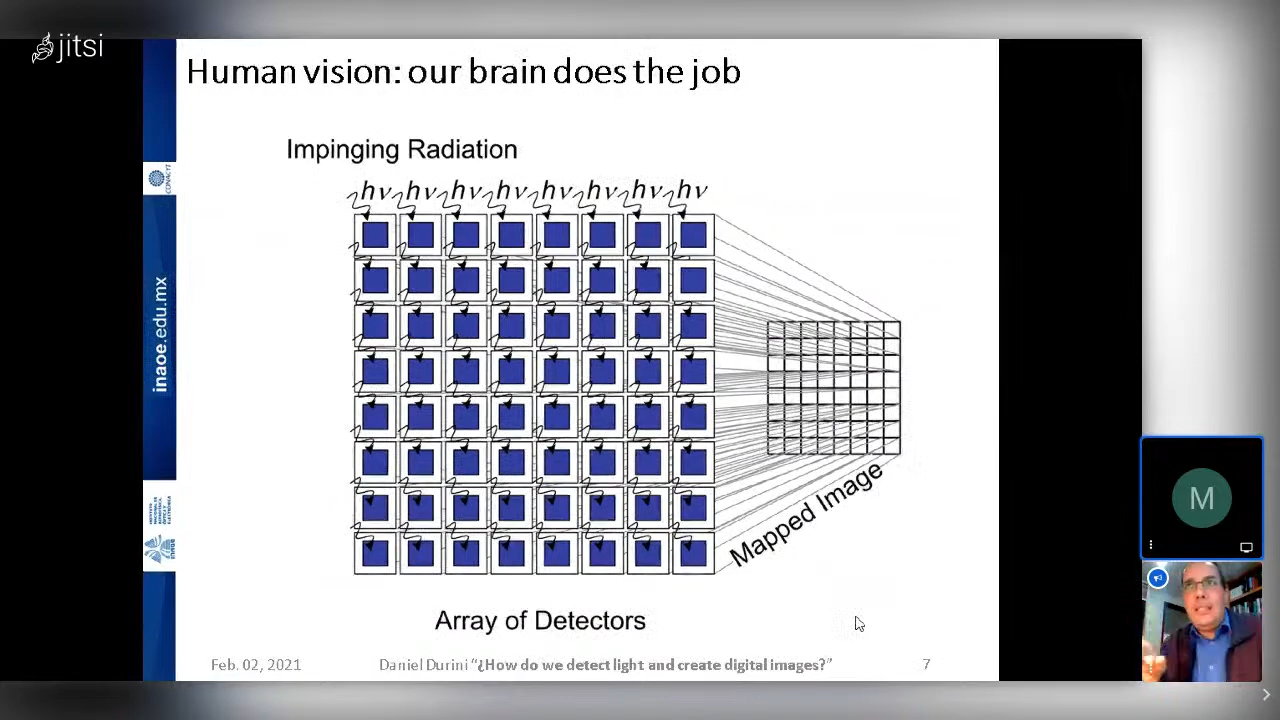 jitsi
Human vision: our brain does the job
Impinging Radiation
hν hν hν hν hν hν hν hν
Mapped Image
Array of Detectors
Feb. 02, 2021
Daniel Durini “¿How do we detect light and create digital images?”
7
inaoe.edu.mx
M